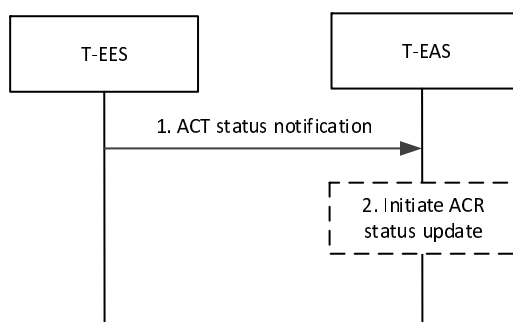 T-EES
T-EAS
1. ACT status notification
2. Initiate ACR
status update